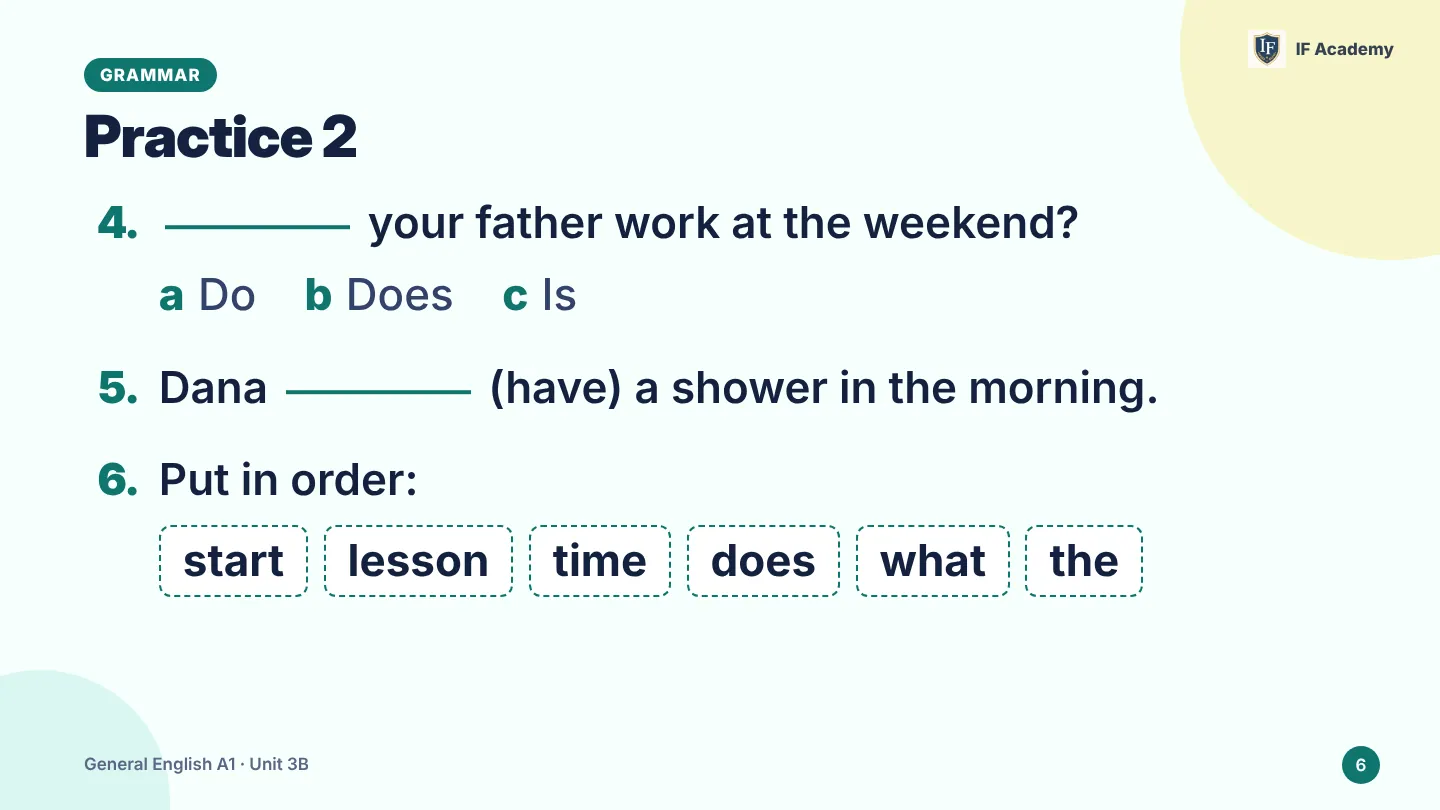 GRAMMAR
IF IF Academy
Practice 2
4. ________ your father work at the weekend?
a Do b Does c Is
5. Dana ________ (have) a shower in the morning.
6. Put in order:
start lesson time does what the
General English A1 · Unit 3B
6